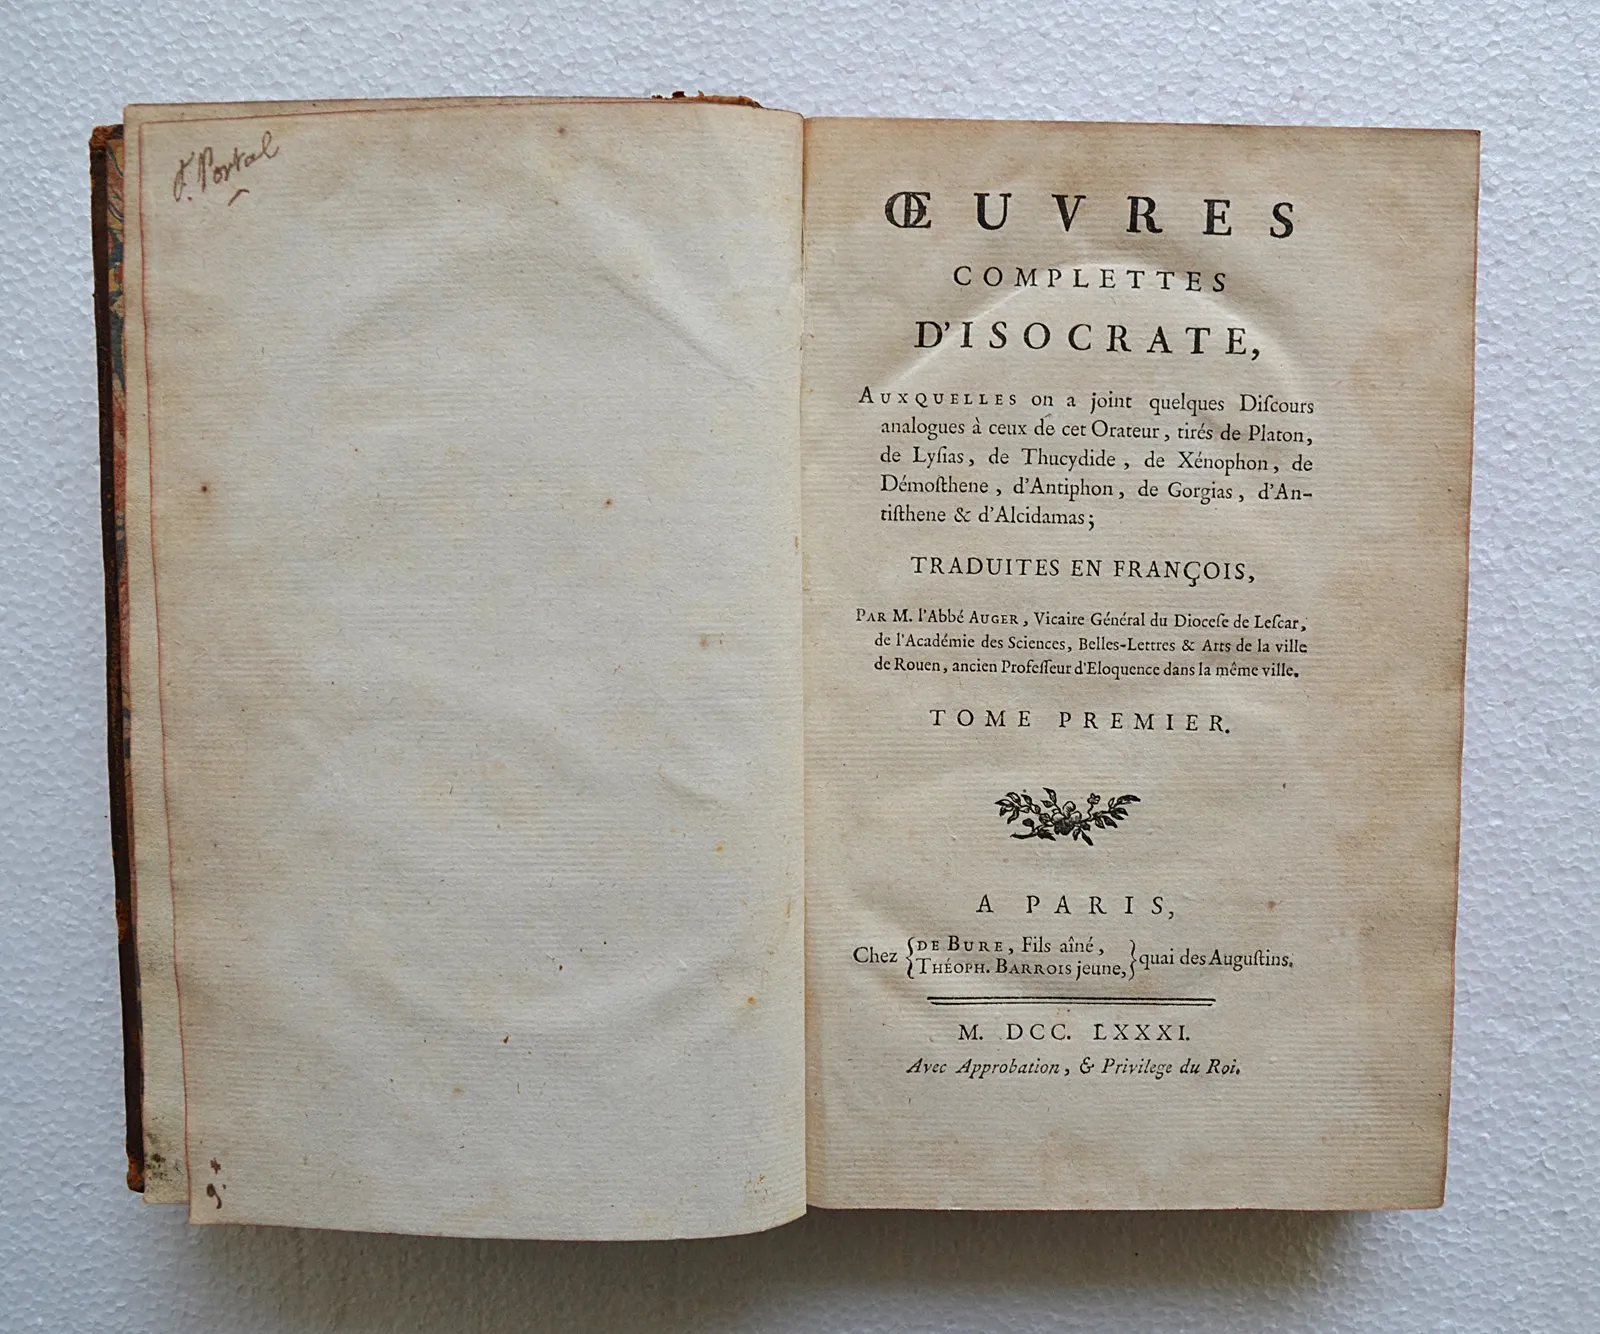 F. Portal
9.+
ŒUVRES
COMPLETTES
D'ISOCRATE,
AUXQUELLES on a joint quelques Diſcours
analogues à ceux de cet Orateur, tirés de Platon,
de Lyſias, de Thucydide, de Xénophon, de
Démoſthene, d'Antiphon, de Gorgias, d'An-
tiſthene & d'Alcidamas;
TRADUITES EN FRANÇOIS,
PAR M. l'Abbé AUGER, Vicaire Général du Dioceſe de Leſcar,
de l'Académie des Sciences, Belles-Lettres & Arts de la ville
de Rouen, ancien Profeſſeur d'Eloquence dans la même ville.
TOME PREMIER.
A PARIS,
Chez {DE BURE, Fils aîné,
THÉOPH. BARROIS jeune,} quai des Auguſtins.
M. DCC. LXXXI.
Avec Approbation, & Privilege du Roi.